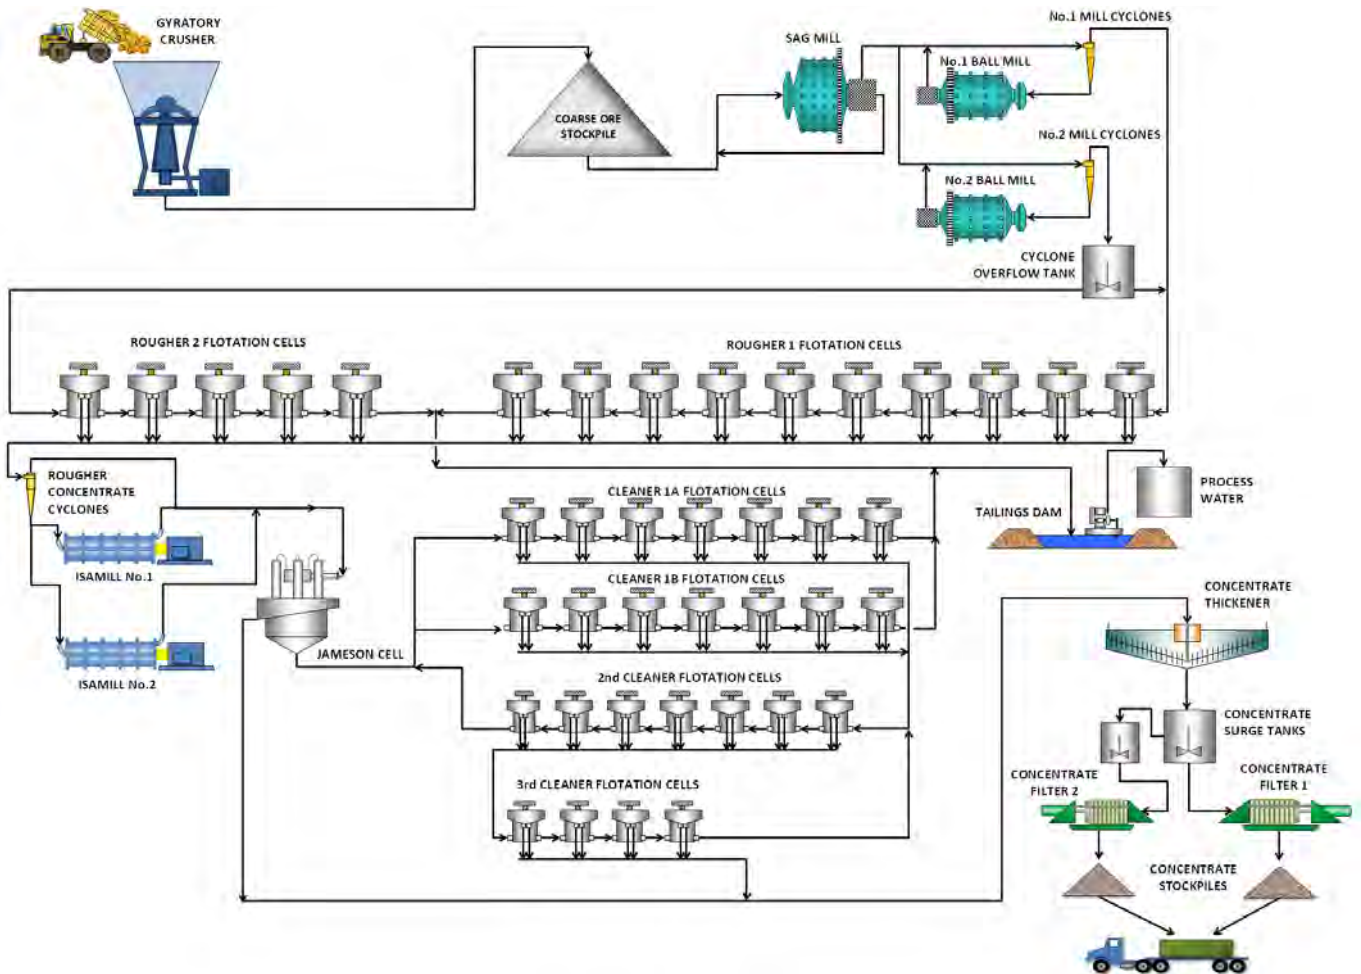 GYRATORY
CRUSHER
COARSE ORE
STOCKPILE
SAG MILL
No.1 MILL CYCLONES
No.1 BALL MILL
No.2 MILL CYCLONES
No.2 BALL MILL
CYCLONE
OVERFLOW TANK
ROUGHER 2 FLOTATION CELLS
ROUGHER 1 FLOTATION CELLS
ROUGHER
CONCENTRATE
CYCLONES
ISAMILL No.1
ISAMILL No.2
JAMESON CELL
CLEANER 1A FLOTATION CELLS
CLEANER 1B FLOTATION CELLS
2nd CLEANER FLOTATION CELLS
3rd CLEANER FLOTATION CELLS
PROCESS
WATER
TAILINGS DAM
CONCENTRATE
THICKENER
CONCENTRATE
SURGE TANKS
CONCENTRATE
FILTER 2
CONCENTRATE
FILTER 1
CONCENTRATE
STOCKPILES